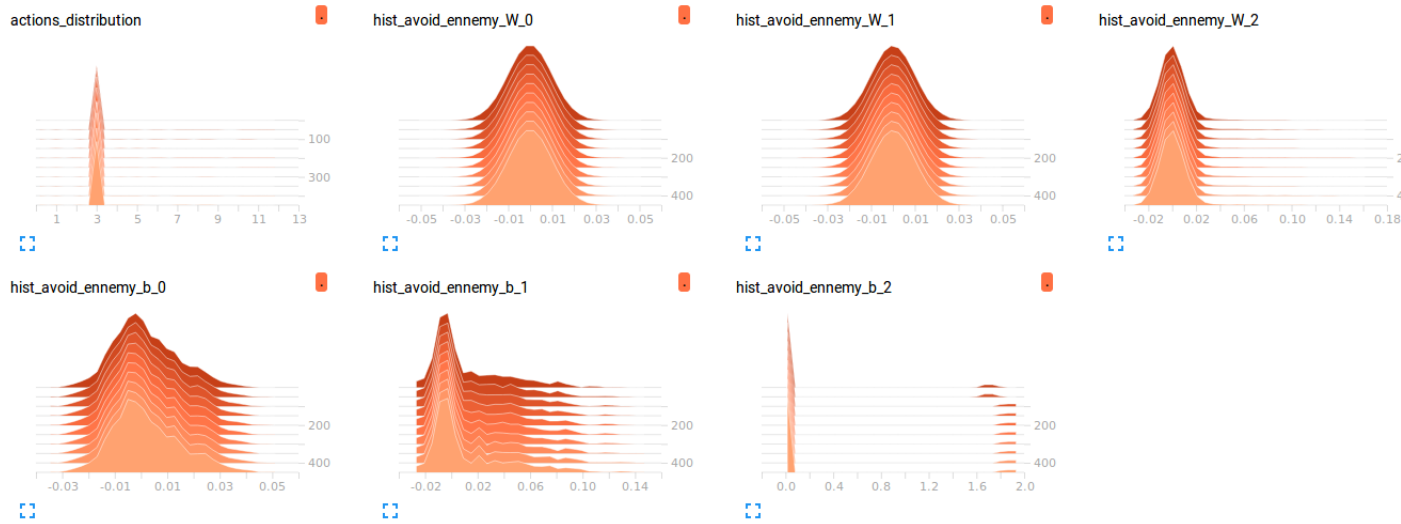 actions_distribution
hist_avoid_ennemy_W_0
hist_avoid_ennemy_W_1
hist_avoid_ennemy_W_2
100
300
1 3 5 7 9 11 13
200
400
-0.05 -0.03 -0.01 0.01 0.03 0.05
200
400
-0.05 -0.03 -0.01 0.01 0.03 0.05
2
4
-0.02 0.02 0.06 0.10 0.14 0.18
hist_avoid_ennemy_b_0
hist_avoid_ennemy_b_1
hist_avoid_ennemy_b_2
200
400
-0.03 -0.01 0.01 0.03 0.05
200
400
-0.02 0.02 0.06 0.10 0.14
200
400
0.0 0.4 0.8 1.2 1.6 2.0